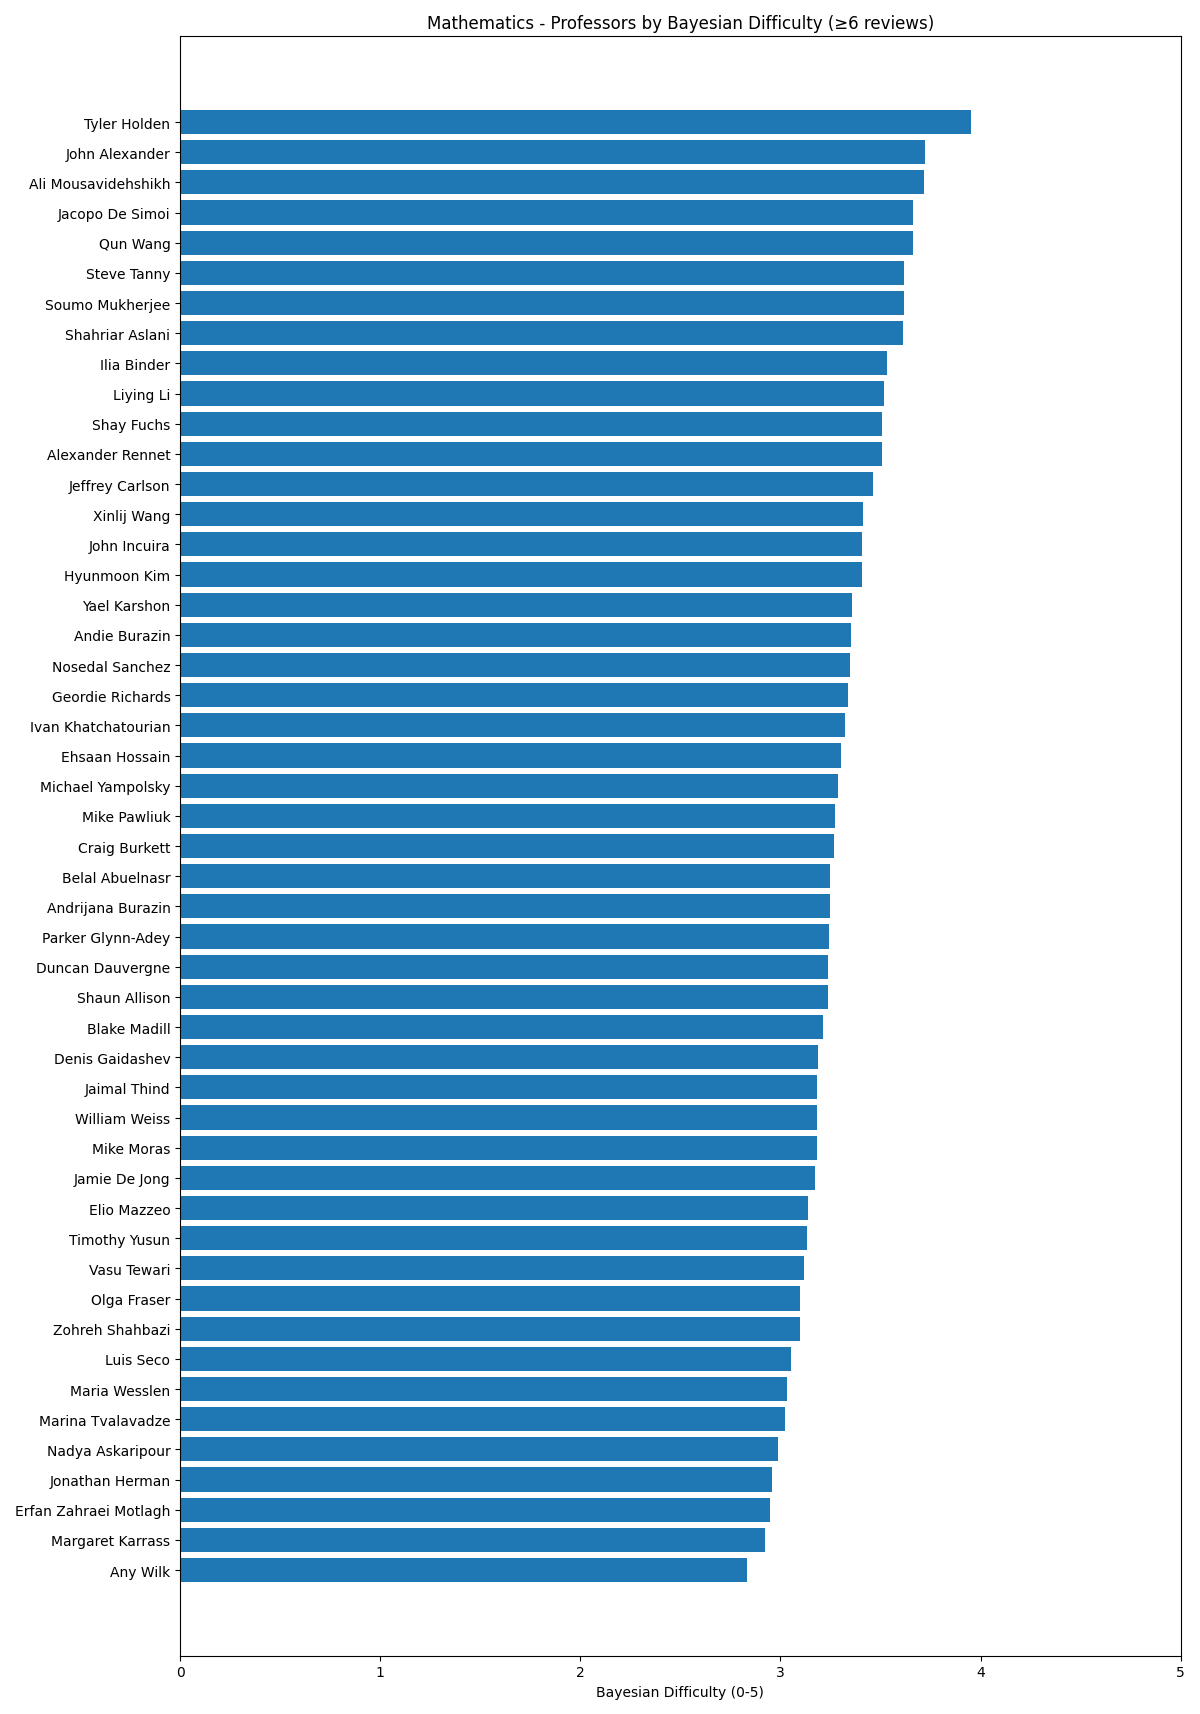 Mathematics - Professors by Bayesian Difficulty (≥6 reviews)
Tyler Holden
John Alexander
Ali Mousavidehshikh
Jacopo De Simoi
Qun Wang
Steve Tanny
Soumo Mukherjee
Shahriar Aslani
Ilia Binder
Liying Li
Shay Fuchs
Alexander Rennet
Jeffrey Carlson
Xinlij Wang
John Incuira
Hyunmoon Kim
Yael Karshon
Andie Burazin
Nosedal Sanchez
Geordie Richards
Ivan Khatchatourian
Ehsaan Hossain
Michael Yampolsky
Mike Pawliuk
Craig Burkett
Belal Abuelnasr
Andrijana Burazin
Parker Glynn-Adey
Duncan Dauvergne
Shaun Allison
Blake Madill
Denis Gaidashev
Jaimal Thind
William Weiss
Mike Moras
Jamie De Jong
Elio Mazzeo
Timothy Yusun
Vasu Tewari
Olga Fraser
Zohreh Shahbazi
Luis Seco
Maria Wesslen
Marina Tvalavadze
Nadya Askaripour
Jonathan Herman
Erfan Zahraei Motlagh
Margaret Karrass
Any Wilk
0 1 2 3 4 5
Bayesian Difficulty (0-5)